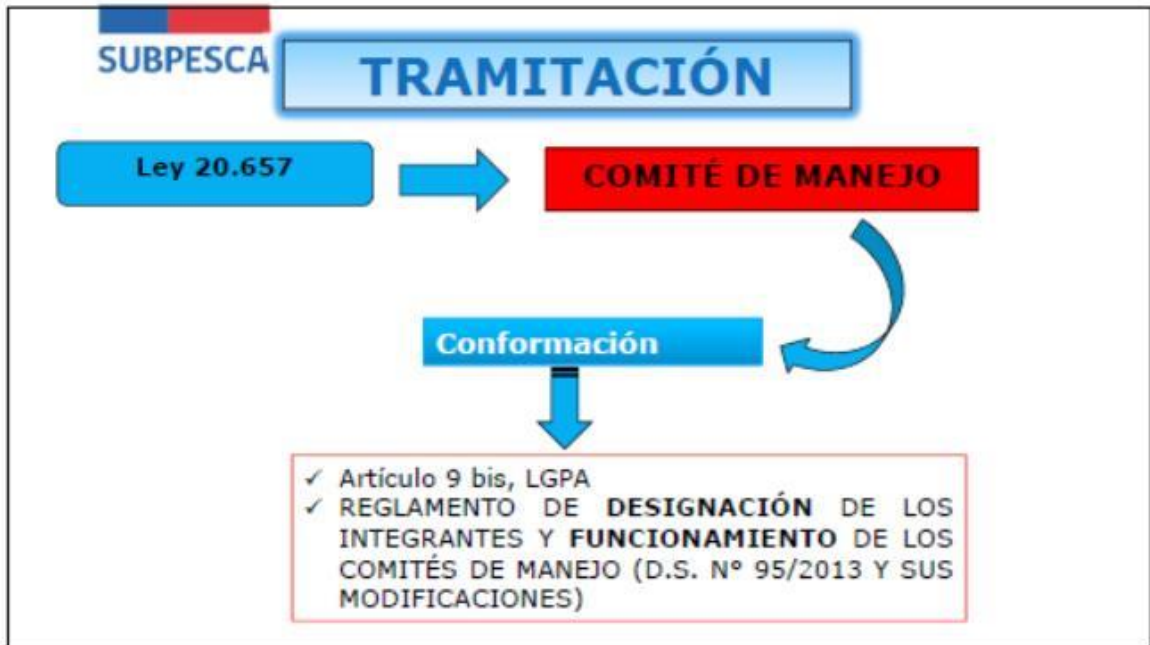 SUBPESCA
TRAMITACIÓN
Ley 20.657
COMITÉ DE MANEJO
Conformación
✓ Artículo 9 bis, LGPA
✓ REGLAMENTO DE DESIGNACIÓN DE LOS
INTEGRANTES Y FUNCIONAMIENTO DE LOS
COMITÉS DE MANEJO (D.S. N° 95/2013 Y SUS
MODIFICACIONES)